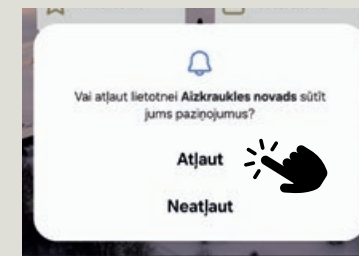 Vai atļaut lietotnei Aizkraukles novads sūtīt
jums paziņojumus?
Atļaut
Neatļaut